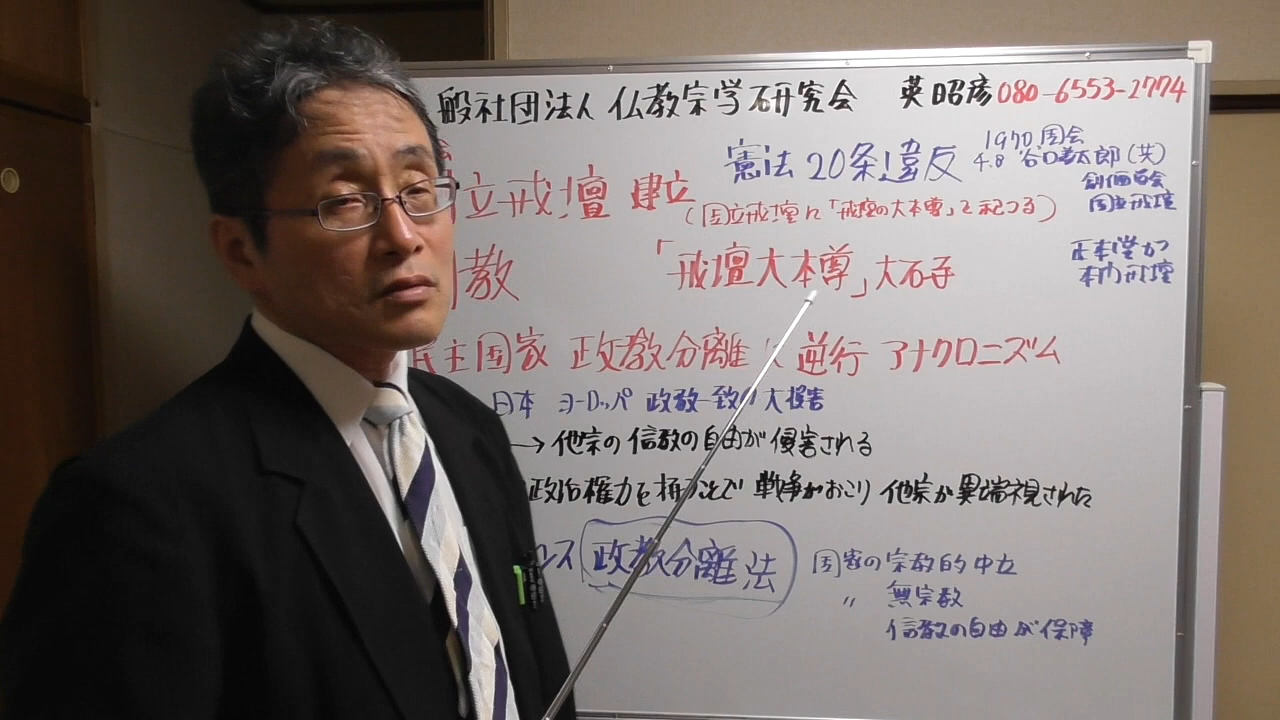 般社団法人 仏教宗学研究会 英 昭彦 080-6553-2774
立戒壇 建立
憲法20条違反
1970 国会
4.8 谷口善太郎(共)
創価学会
国立戒壇
(国立戒壇に「戒壇の大本尊」を祀つる)
教
「戒壇大本尊」大石寺
正本堂が
本門戒壇
民主国家 政教分離に逆行 アナクロニズム
日本 ヨーロッパ 政教一致の大損害
→ 他宗の信教の自由が侵害される
政治権力を持つことで 戦争がおこり 他宗が異端視された
ンス 政教分離法
国家の宗教的中立
〃 無宗教
信教の自由が保障